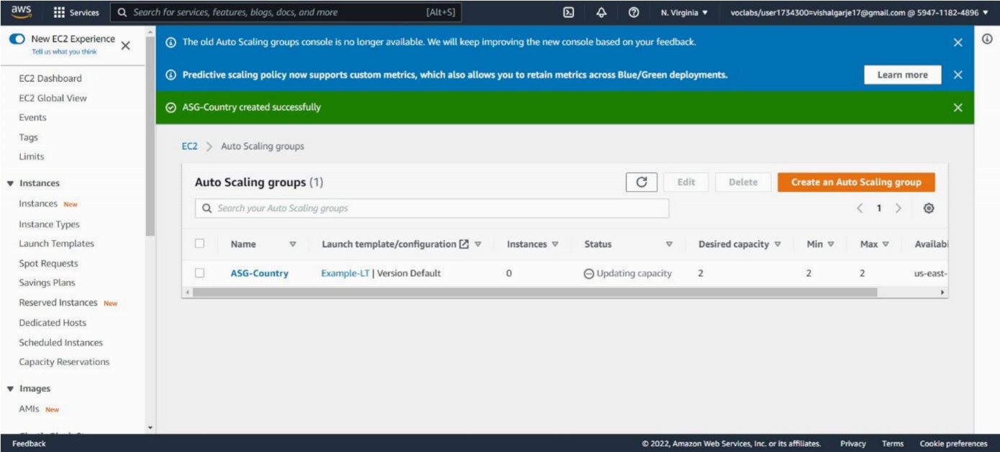 aws Services Search for services, features, blogs, docs, and more [Alt+S] N. Virginia voclabs/user1734300=vishalgarje17@gmail.com @ 5947-1182-4896
New EC2 Experience
Tell us what you think
EC2 Dashboard
EC2 Global View
Events
Tags
Limits
Instances
Instances New
Instance Types
Launch Templates
Spot Requests
Savings Plans
Reserved Instances New
Dedicated Hosts
Scheduled Instances
Capacity Reservations
Images
AMIs New
The old Auto Scaling groups console is no longer available. We will keep improving the new console based on your feedback.
Predictive scaling policy now supports custom metrics, which also allows you to retain metrics across Blue/Green deployments. Learn more
ASG-Country created successfully
EC2 > Auto Scaling groups
Auto Scaling groups (1) Edit Delete Create an Auto Scaling group
Search your Auto Scaling groups 1
Name Launch template/configuration Instances Status Desired capacity Min Max Availabi
ASG-Country Example-LT | Version Default 0 Updating capacity 2 2 2 us-east-
Feedback © 2022, Amazon Web Services, Inc. or its affiliates. Privacy Terms Cookie preferences